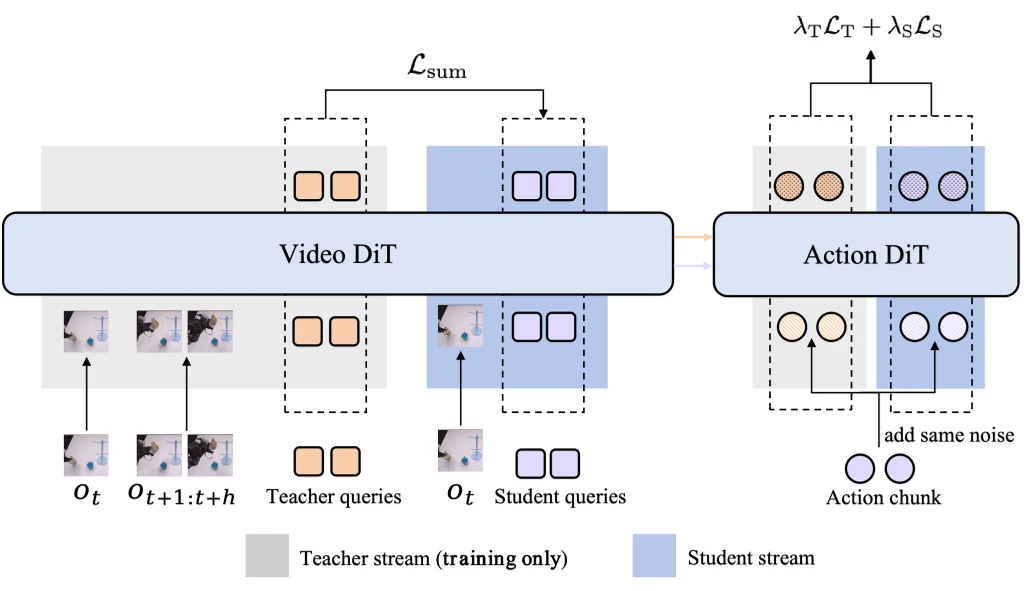 λ_T ℒ_T + λ_S ℒ_S
ℒ_sum
Video DiT
Action DiT
add same noise
o_t
o_{t+1:t+h}
Teacher queries
o_t
Student queries
Action chunk
Teacher stream (training only)
Student stream